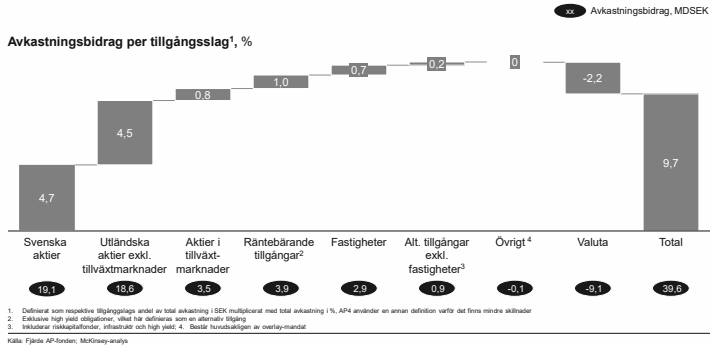 xx Avkastningsbidrag, MDSEK
Avkastningsbidrag per tillgångsslag¹, %
4,7
4,5
0,8
1,0
0,7
0,2
0
-2,2
9,7
Svenska
aktier
Utländska
aktier exkl.
tillväxtmarknader
Aktier i
tillväxt-
marknader
Räntebärande
tillgångar²
Fastigheter
Alt. tillgångar
exkl.
fastigheter³
Övrigt ⁴
Valuta
Total
19,1
18,6
3,5
3,9
2,9
0,9
-0,1
-9,1
39,6
1. Definierat som respektive tillgånggslags andel av total avkastning i SEK multiplicerat med total avkastning i %, AP4 använder en annan definition varför det finns mindre skillnader
2. Exklusive high yield obligationer, vilket här definieras som en alternativ tillgång
3. Inkluderar riskkapitalfonder, infrastruktr och high yield; 4. Består huvudsakligen av overlay-mandat
Källa: Fjärde AP-fonden; McKinsey-analys